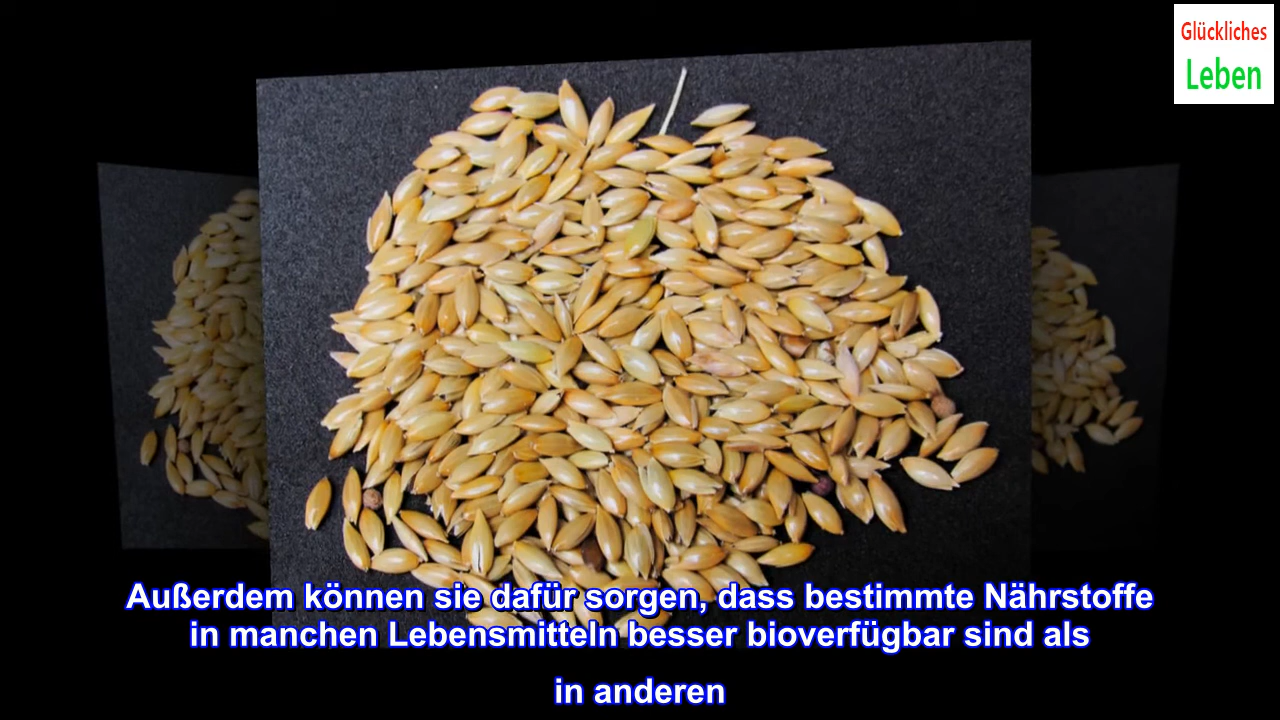 Glückliches
Leben
Außerdem können sie dafür sorgen, dass bestimmte Nährstoffe
in manchen Lebensmitteln besser bioverfügbar sind als
in anderen